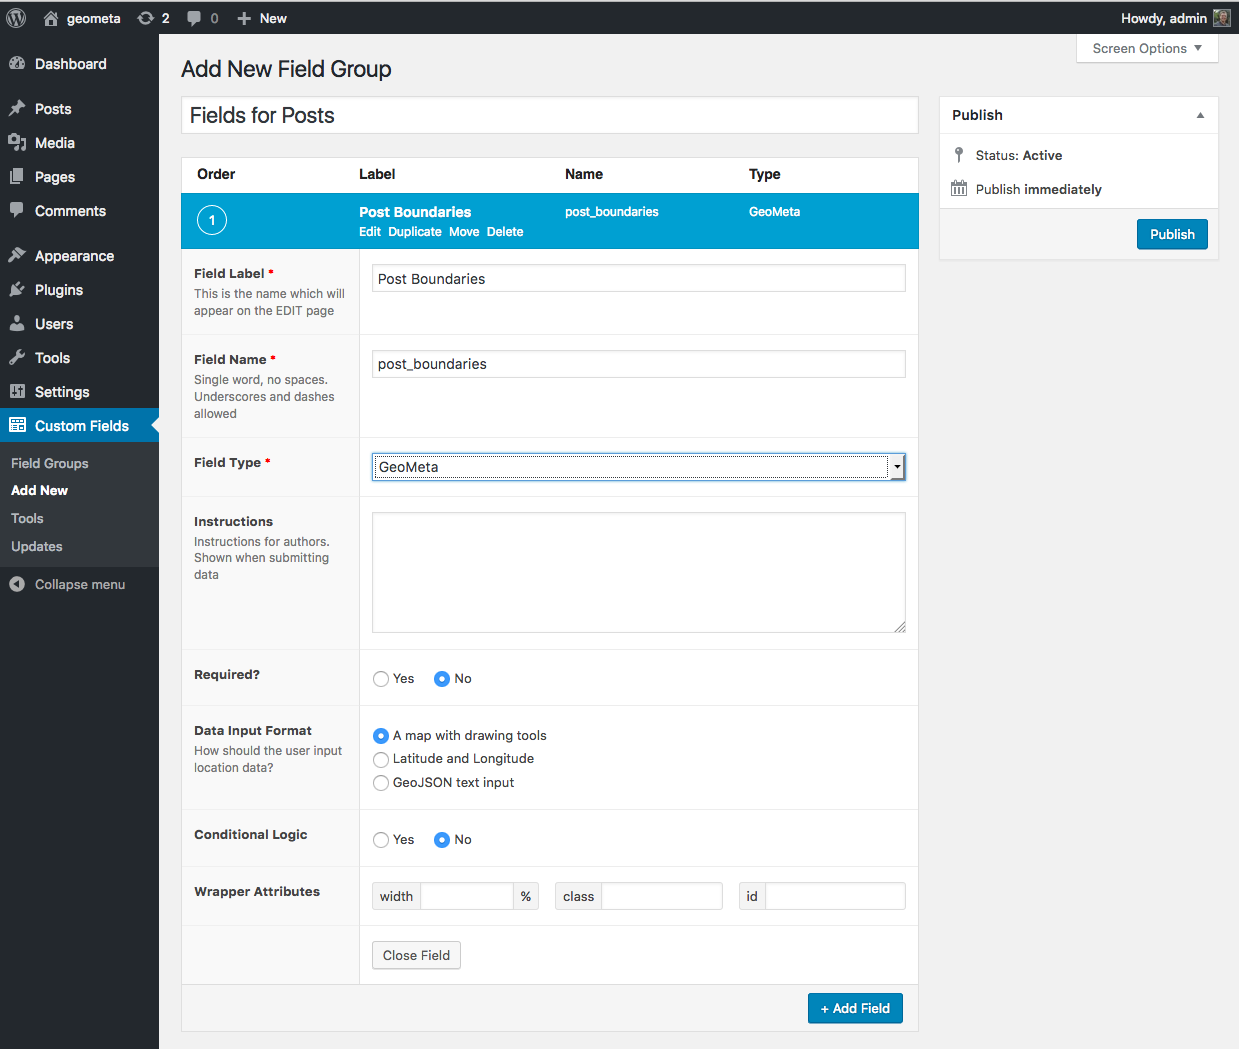 geometa 2 0 New Howdy, admin
Screen Options
Dashboard
Posts
Media
Pages
Comments
Appearance
Plugins
Users
Tools
Settings
Custom Fields
Field Groups
Add New
Tools
Updates
Collapse menu
Add New Field Group
Fields for Posts
Order Label Name Type
1 Post Boundaries post_boundaries GeoMeta
Edit Duplicate Move Delete
Field Label * Post Boundaries
This is the name which will
appear on the EDIT page
Field Name * post_boundaries
Single word, no spaces.
Underscores and dashes
allowed
Field Type * GeoMeta
Instructions
Instructions for authors.
Shown when submitting
data
Required? Yes No
Data Input Format
How should the user input
location data?
A map with drawing tools
Latitude and Longitude
GeoJSON text input
Conditional Logic Yes No
Wrapper Attributes width % class id
Close Field
+ Add Field
Publish
Status: Active
Publish immediately
Publish